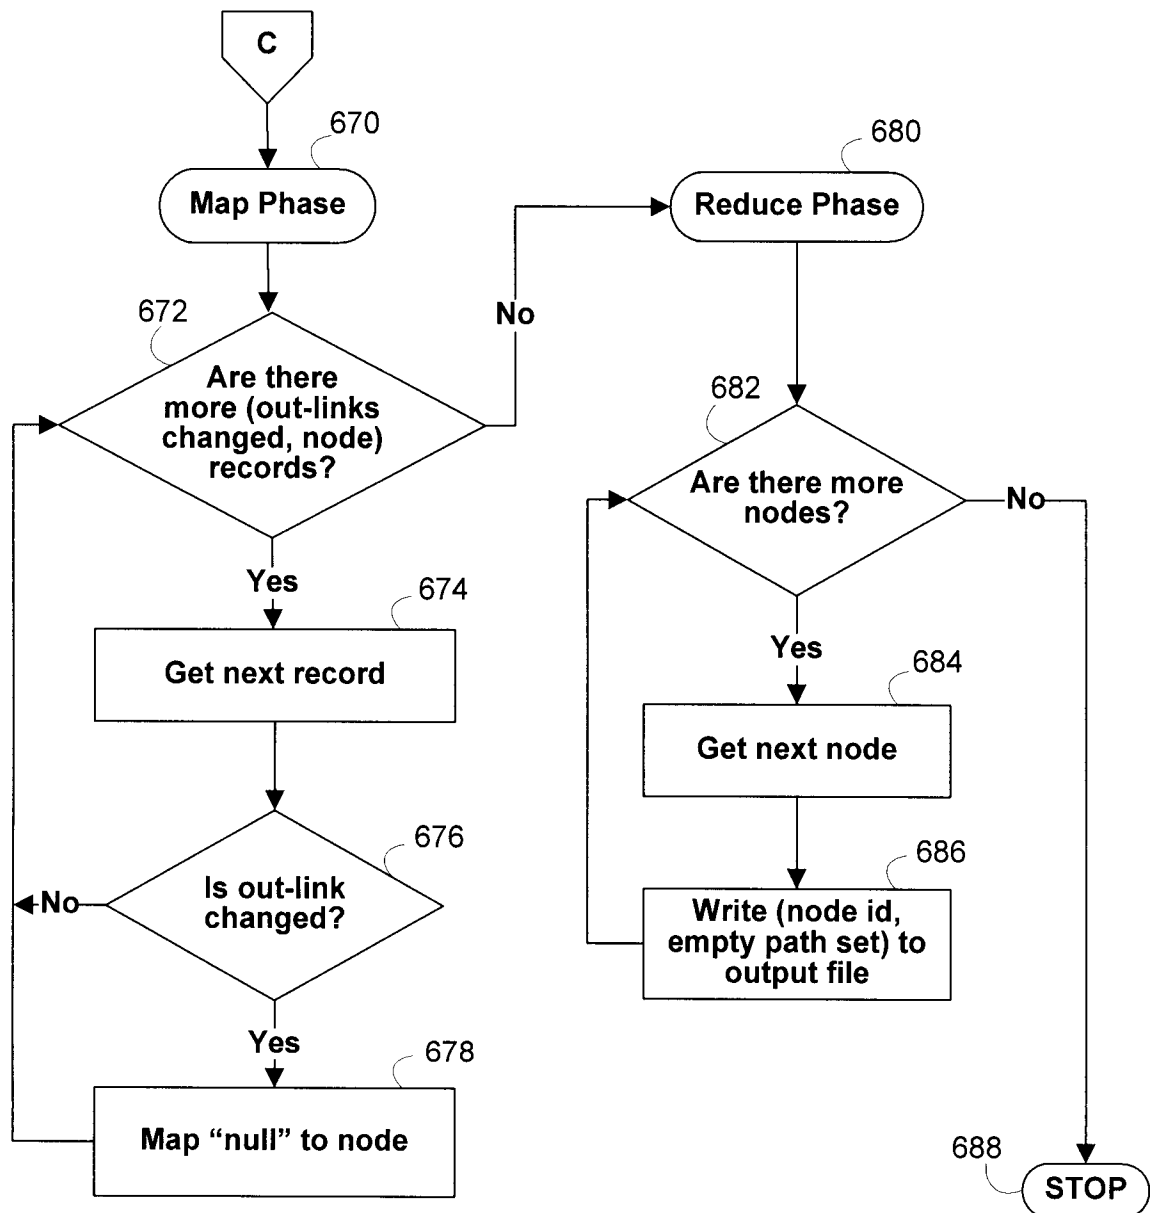 C
670
Map Phase
672
Are there
more (out-links
changed, node)
records?
No
Yes
674
Get next record
676
Is out-link
changed?
No
Yes
678
Map “null” to node
680
Reduce Phase
682
Are there more
nodes?
No
Yes
684
Get next node
686
Write (node id,
empty path set) to
output file
688
STOP